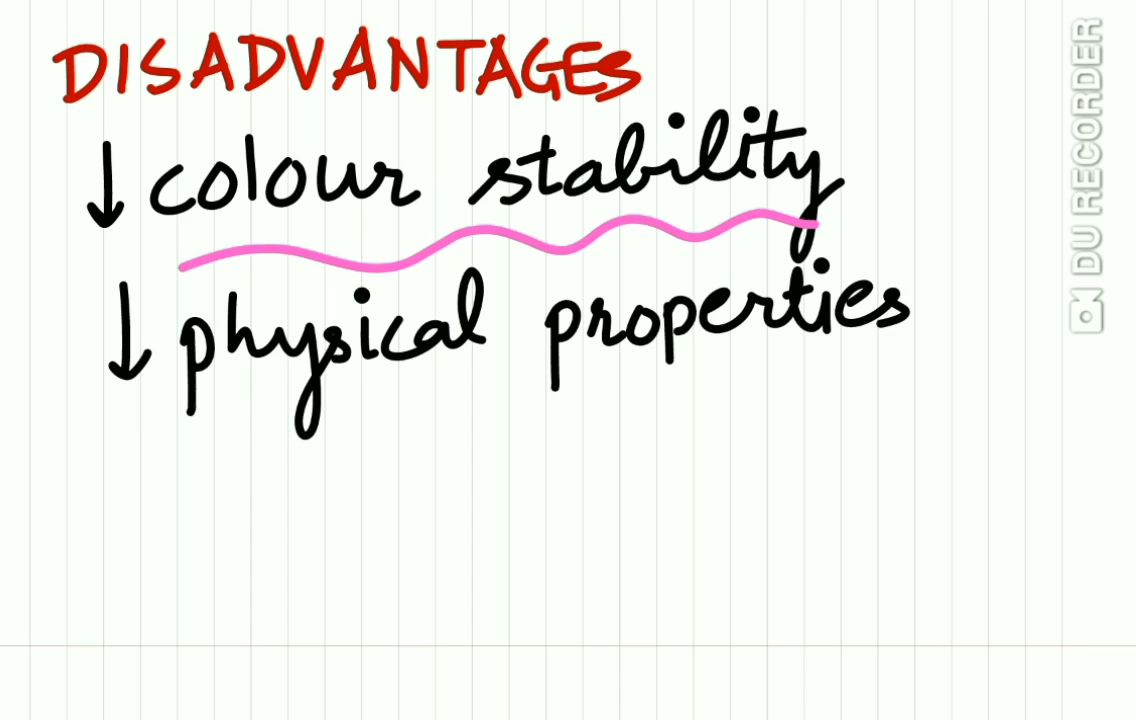 DISADVANTAGES
↓ colour stability
↓ physical properties
DU RECORDER